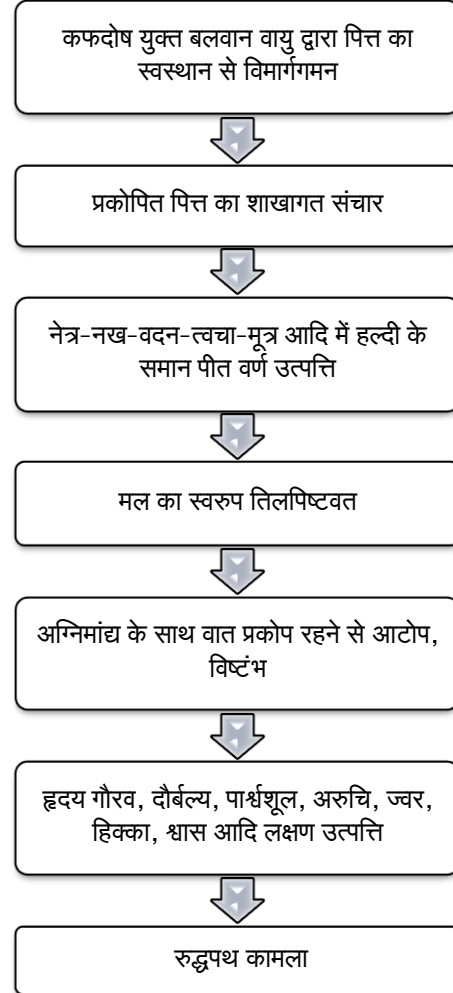 कफदोष युक्त बलवान वायु द्वारा पित्त का
स्वस्थान से विमार्गगमन
प्रकोपित पित्त का शाखागत संचार
नेत्र-नख-वदन-त्वचा-मूत्र आदि में हल्दी के
समान पीत वर्ण उत्पत्ति
मल का स्वरुप तिलपिष्टवत
अग्निमांद्य के साथ वात प्रकोप रहने से आटोप,
विष्टंभ
हृदय गौरव, दौर्बल्य, पार्श्वशूल, अरुचि, ज्वर,
हिक्का, श्वास आदि लक्षण उत्पत्ति
रुद्धपथ कामला